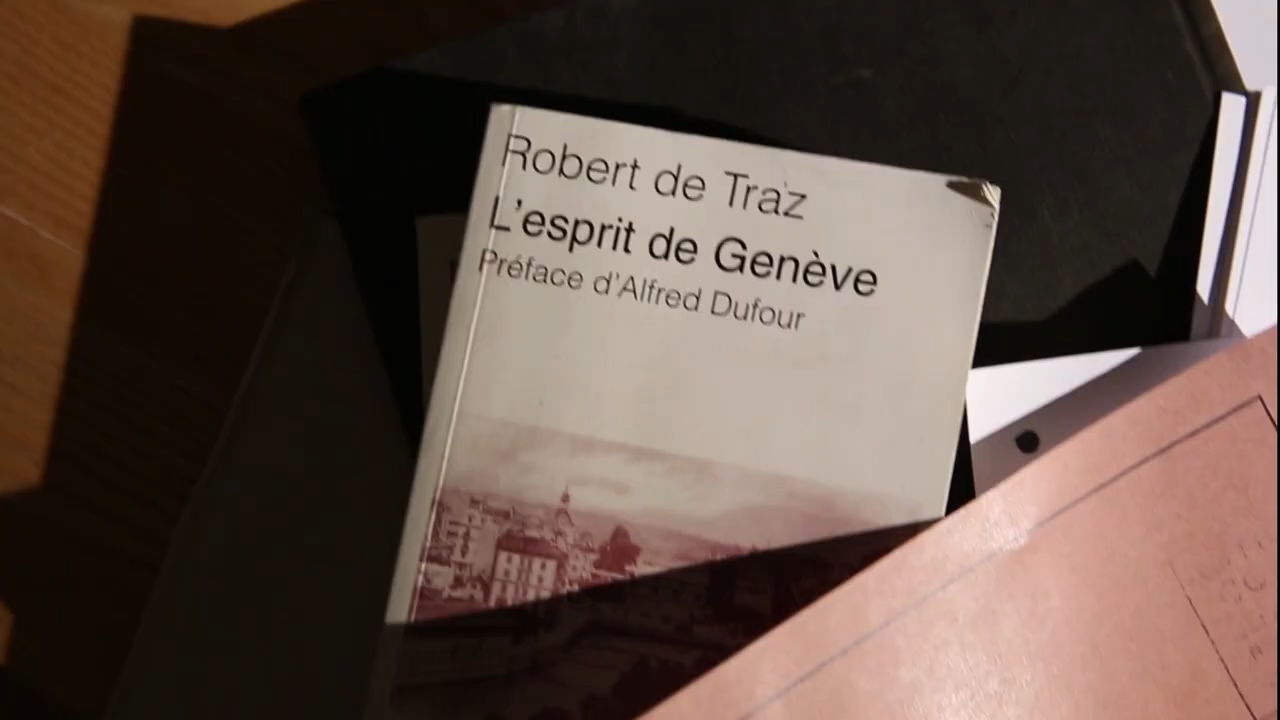 Robert de Traz
L'esprit de Genève
Préface d'Alfred Dufour